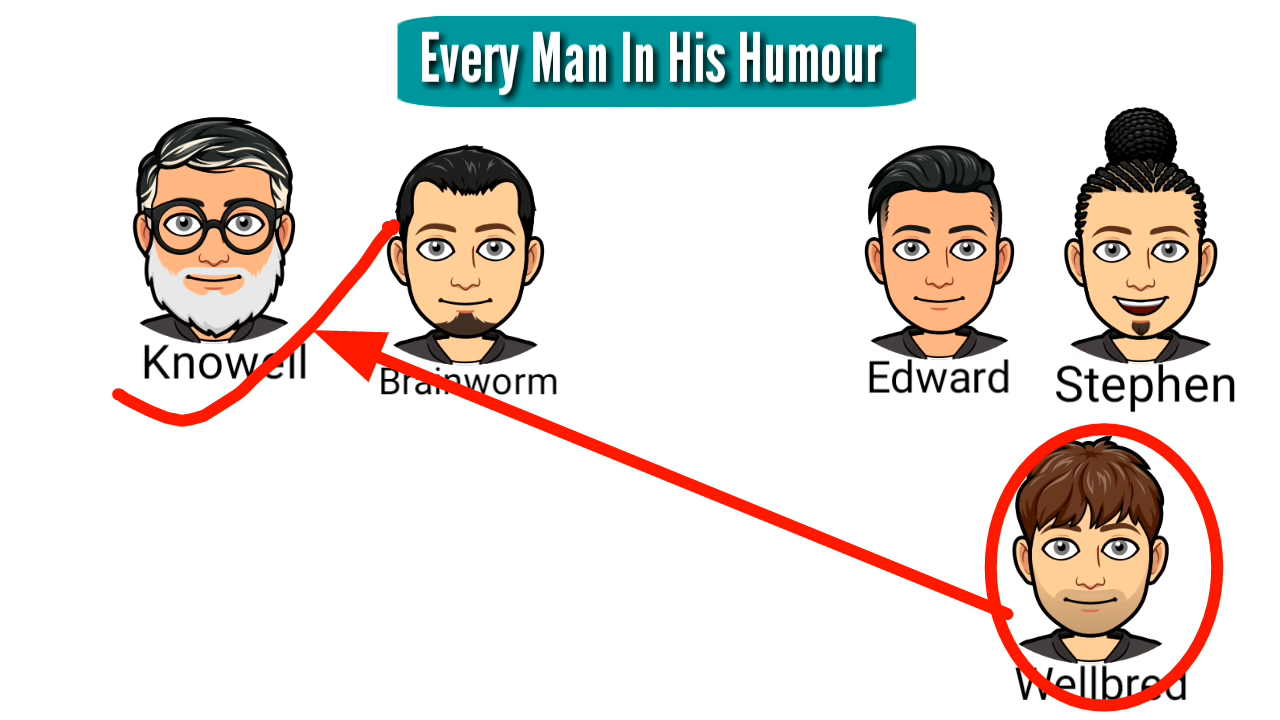 Every Man In His Humour
Knowell
Brainworm
Edward
Stephen
Wellbred